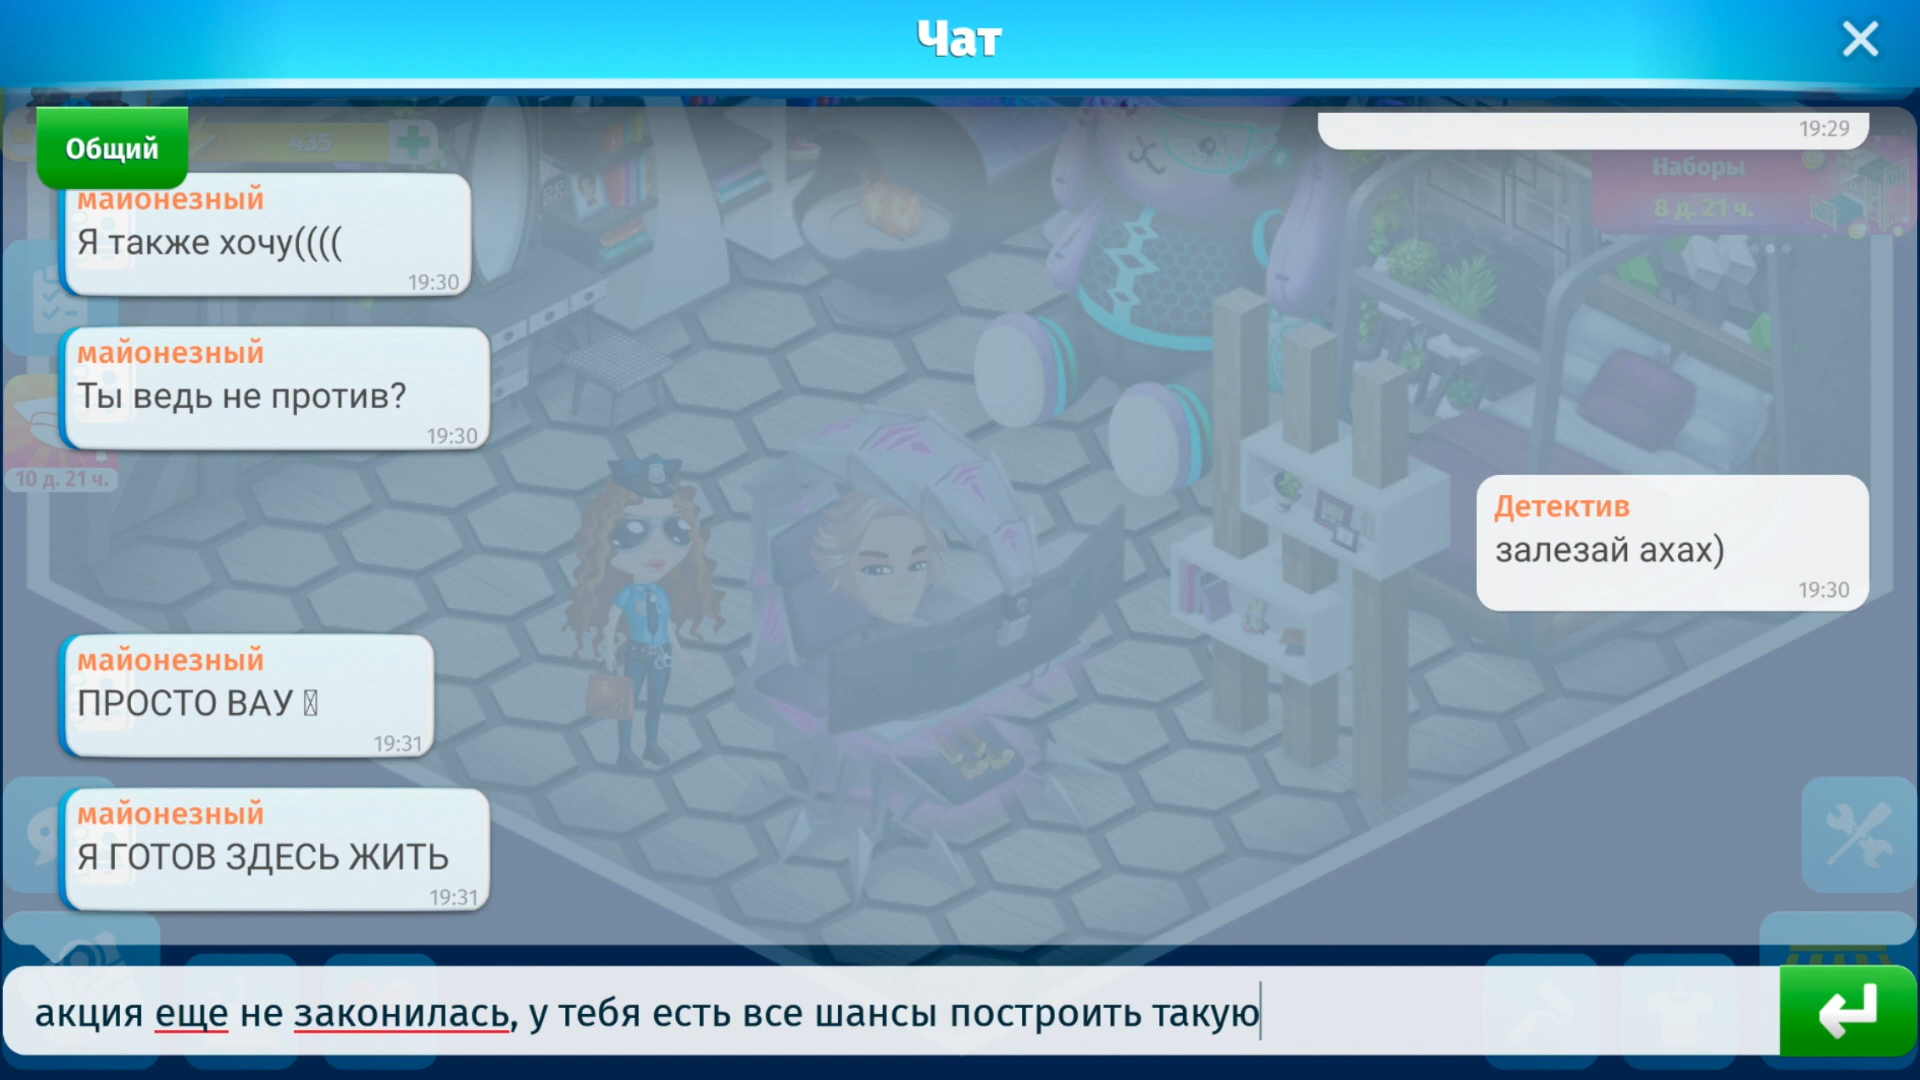 Чат
Общий
435
19:29
Наборы
8 д. 21 ч.
майонезный
Я также хочу((((
19:30
майонезный
Ты ведь не против?
19:30
10 д. 21 ч.
Детектив
залезай ахах)
19:30
майонезный
ПРОСТО ВАУ
19:31
майонезный
Я ГОТОВ ЗДЕСЬ ЖИТЬ
19:31
акция еще не законилась, у тебя есть все шансы построить такую